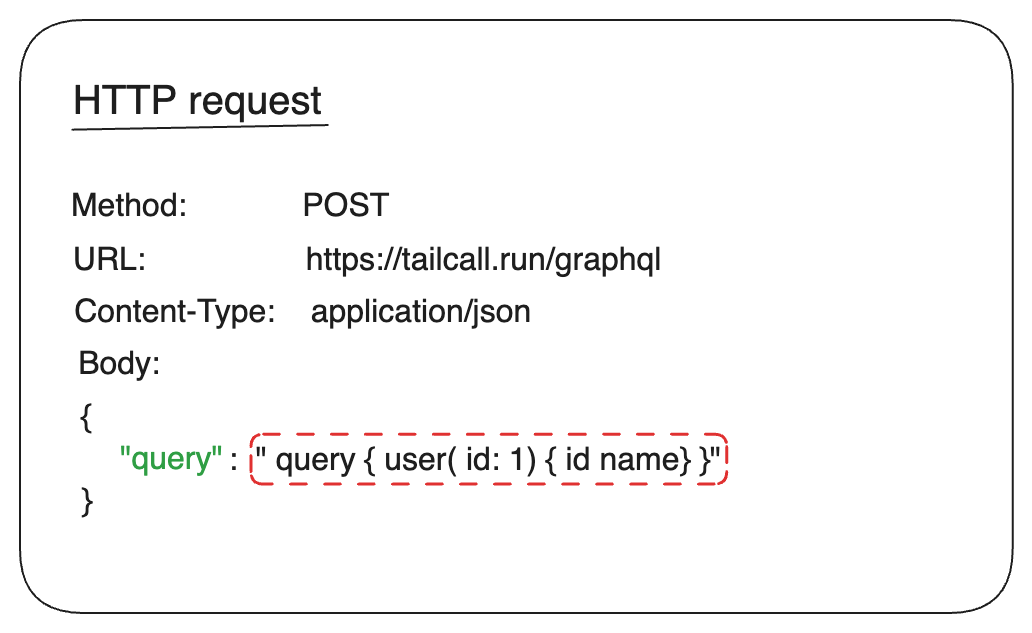 HTTP request
Method: POST
URL: https://tailcall.run/graphql
Content-Type: application/json
Body:
{
"query" : " query { user( id: 1) { id name} }"
}